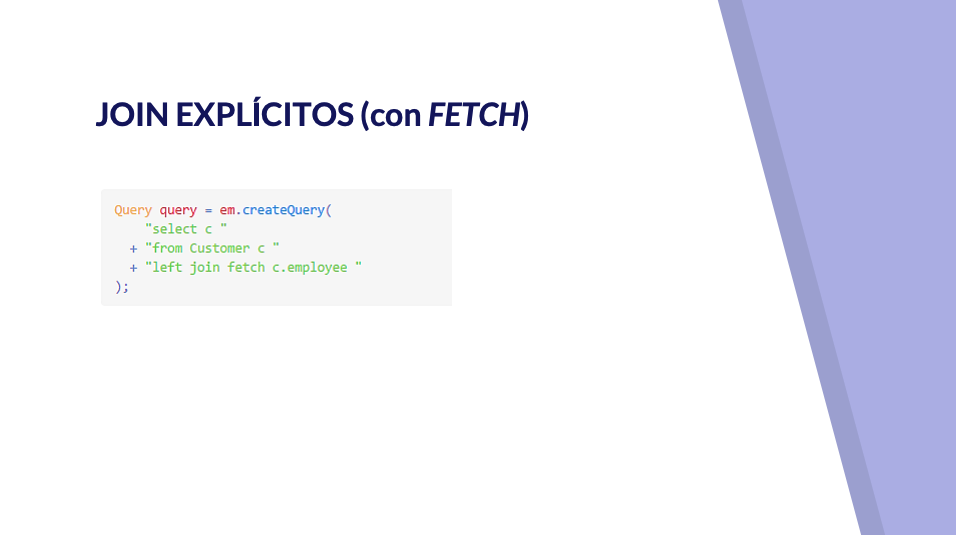 JOIN EXPLÍCITOS (con FETCH)
Query query = em.createQuery(
"select c "
+ "from Customer c "
+ "left join fetch c.employee "
);